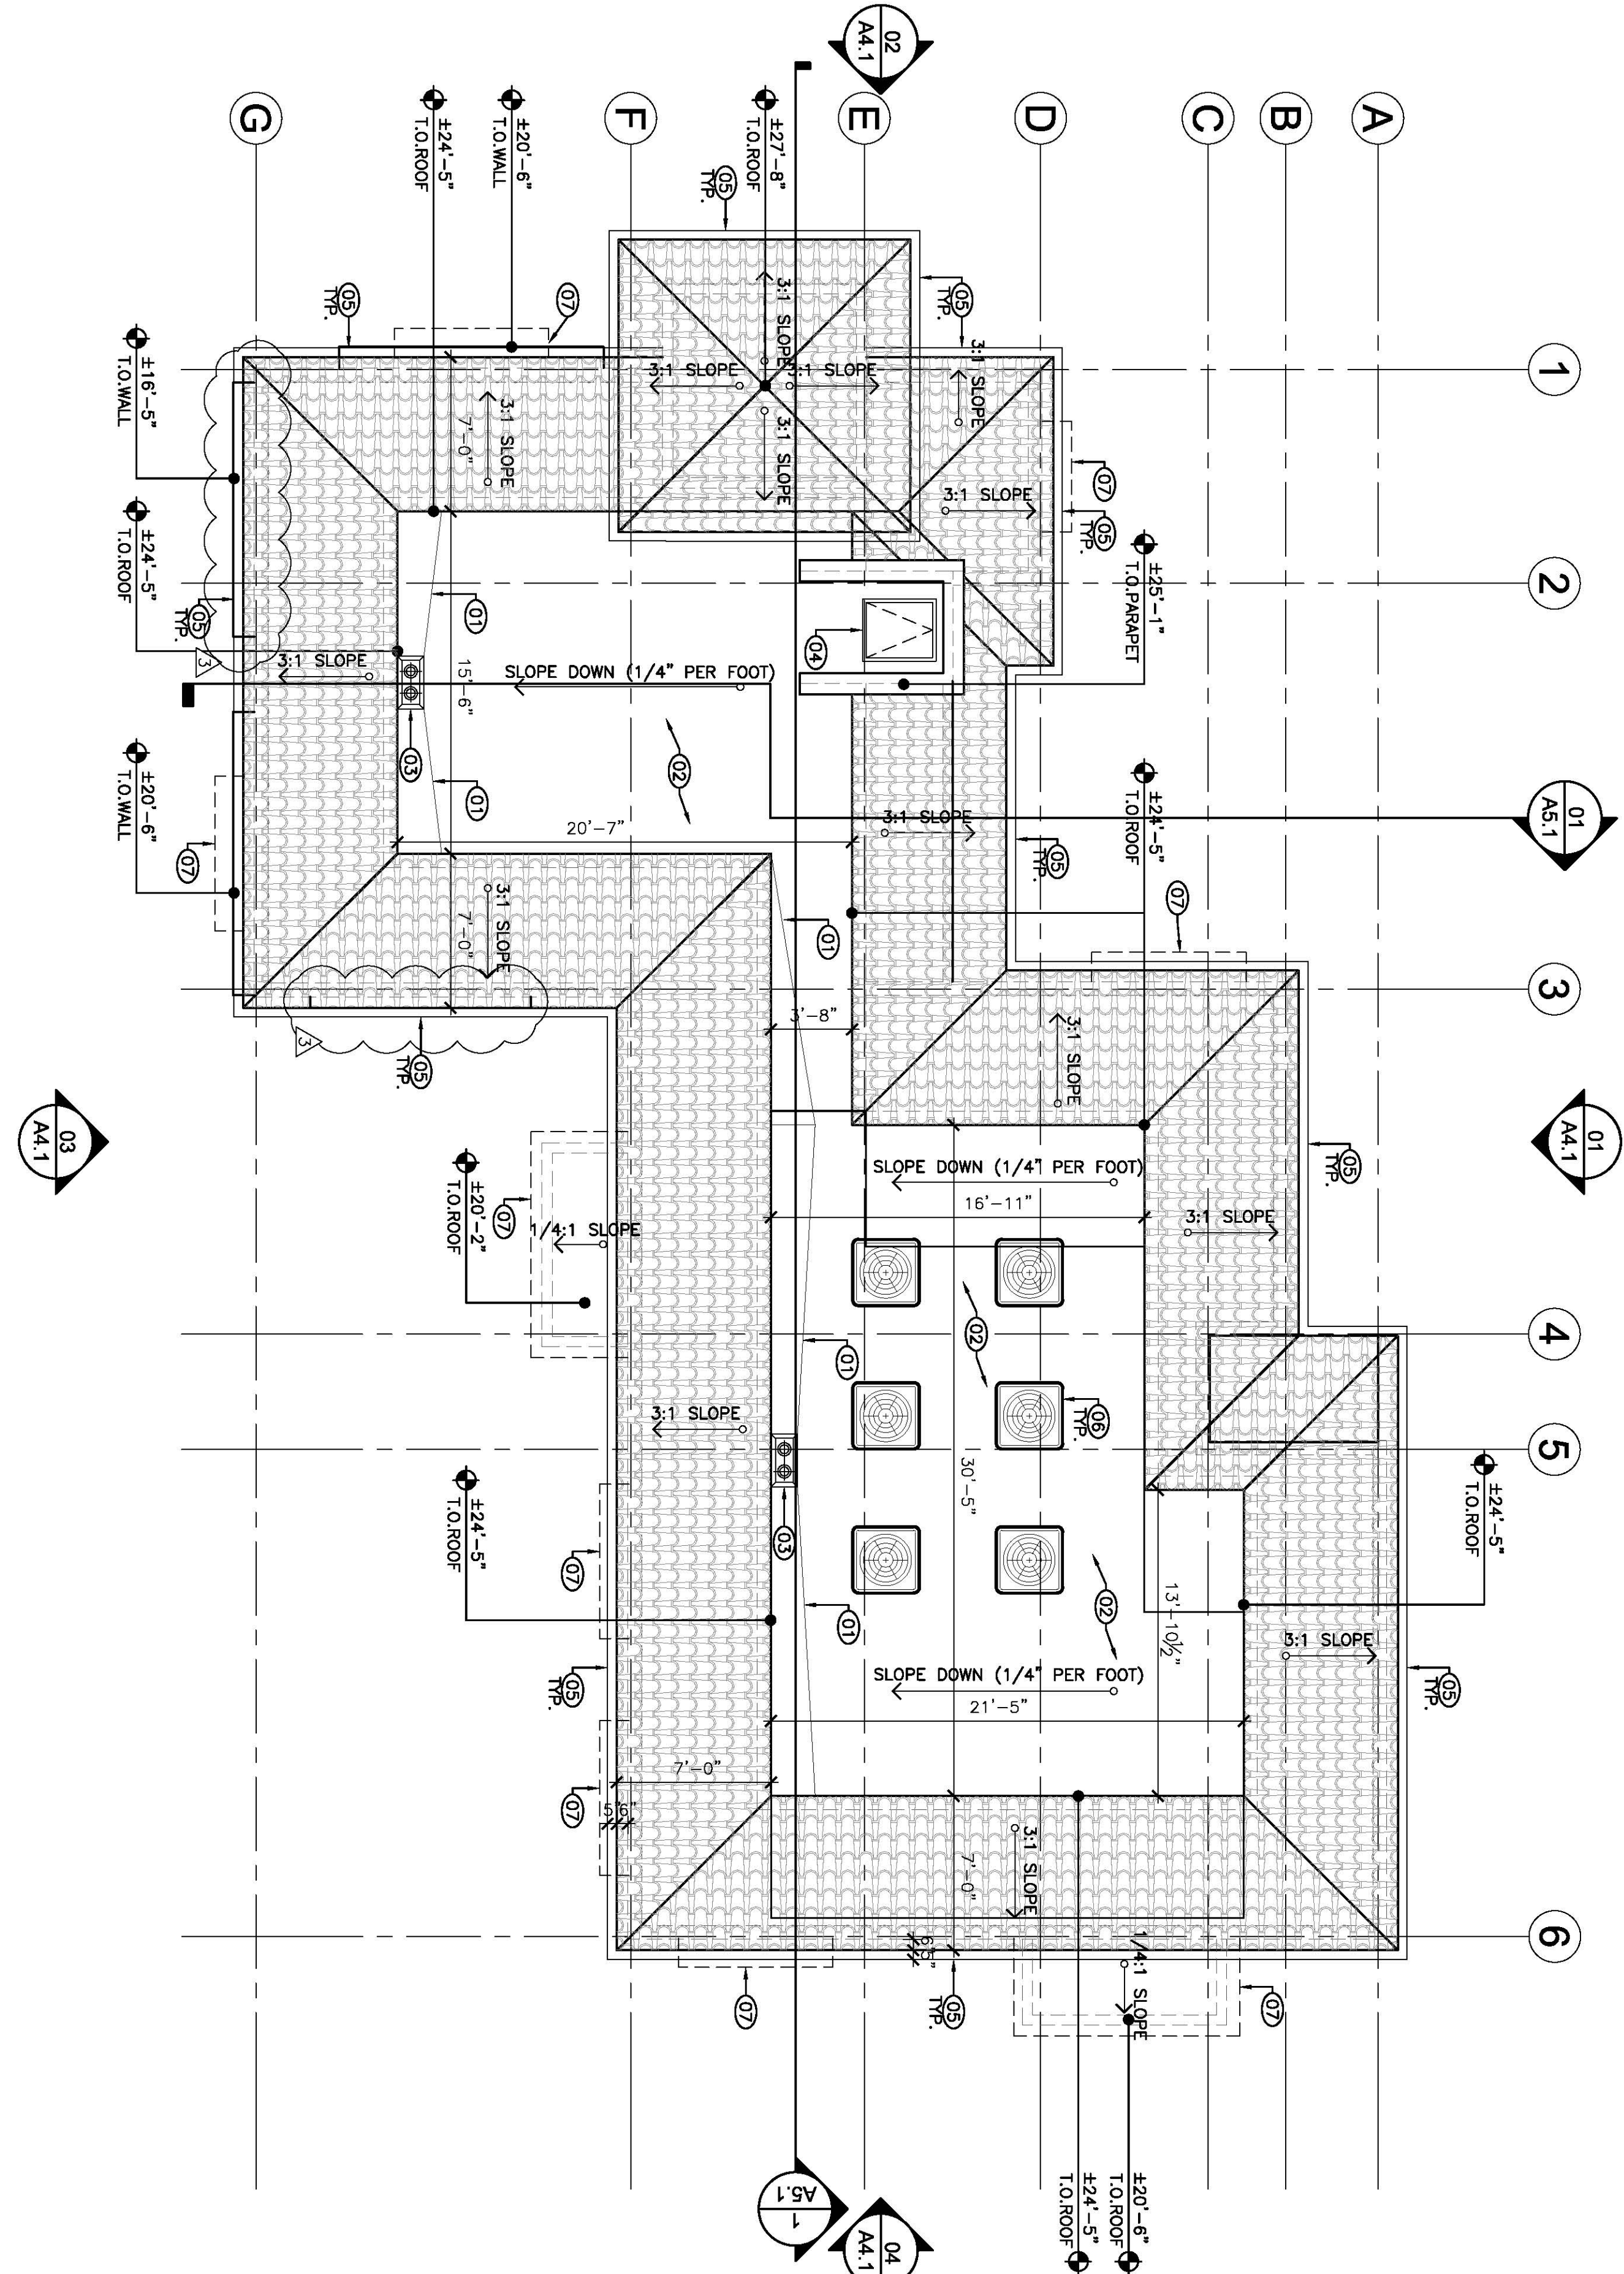 02
A4.1
G
F
E
D
C
B
A
±24'-5"
T.O.ROOF
±20'-6"
T.O.WALL
±27'-8"
T.O.ROOF
05
TYP.
05
TYP.
07
05
TYP.
3:1 SLOPE
3:1 SLOPE
3:1 SLOPE
3:1 SLOPE
3:1 SLOPE
1
±16'-5"
T.O.WALL
3:1 SLOPE
7'-0"
07
3:1 SLOPE
05
TYP.
±25'-1"
T.O.PARAPET
2
±24'-5"
T.O.ROOF
01
04
05
TYP.
3
3:1 SLOPE
15'-6"
SLOPE DOWN (1/4" PER FOOT)
03
02
01
±20'-6"
T.O.WALL
07
20'-7"
3:1 SLOPE
±24'-5"
T.O.ROOF
05
TYP.
01
A5.1
3:1 SLOPE
7'-0"
01
07
3
3'-8"
3
05
TYP.
3:1 SLOPE
03
A4.1
01
A4.1
05
TYP.
±20'-2"
T.O.ROOF
07
1/4:1 SLOPE
SLOPE DOWN (1/4" PER FOOT)
16'-11"
3:1 SLOPE
02
01
4
06
TYP.
3:1 SLOPE
5
30'-5"
±24'-5"
T.O.ROOF
±24'-5"
T.O.ROOF
03
07
01
02
13'-10½"
3:1 SLOPE
05
TYP.
SLOPE DOWN (1/4" PER FOOT)
21'-5"
05
TYP.
7'-0"
07
5"
6"
3:1 SLOPE
7'-0"
6
6"
5"
1/4:1 SLOPE
07
05
TYP.
07
1
A5.1
04
A4.1
±24'-5"
T.O.ROOF
±20'-6"
T.O.ROOF